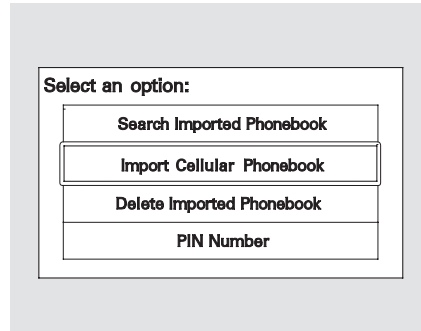 Select an option:
Search Imported Phonebook
Import Cellular Phonebook
Delete Imported Phonebook
PIN Number